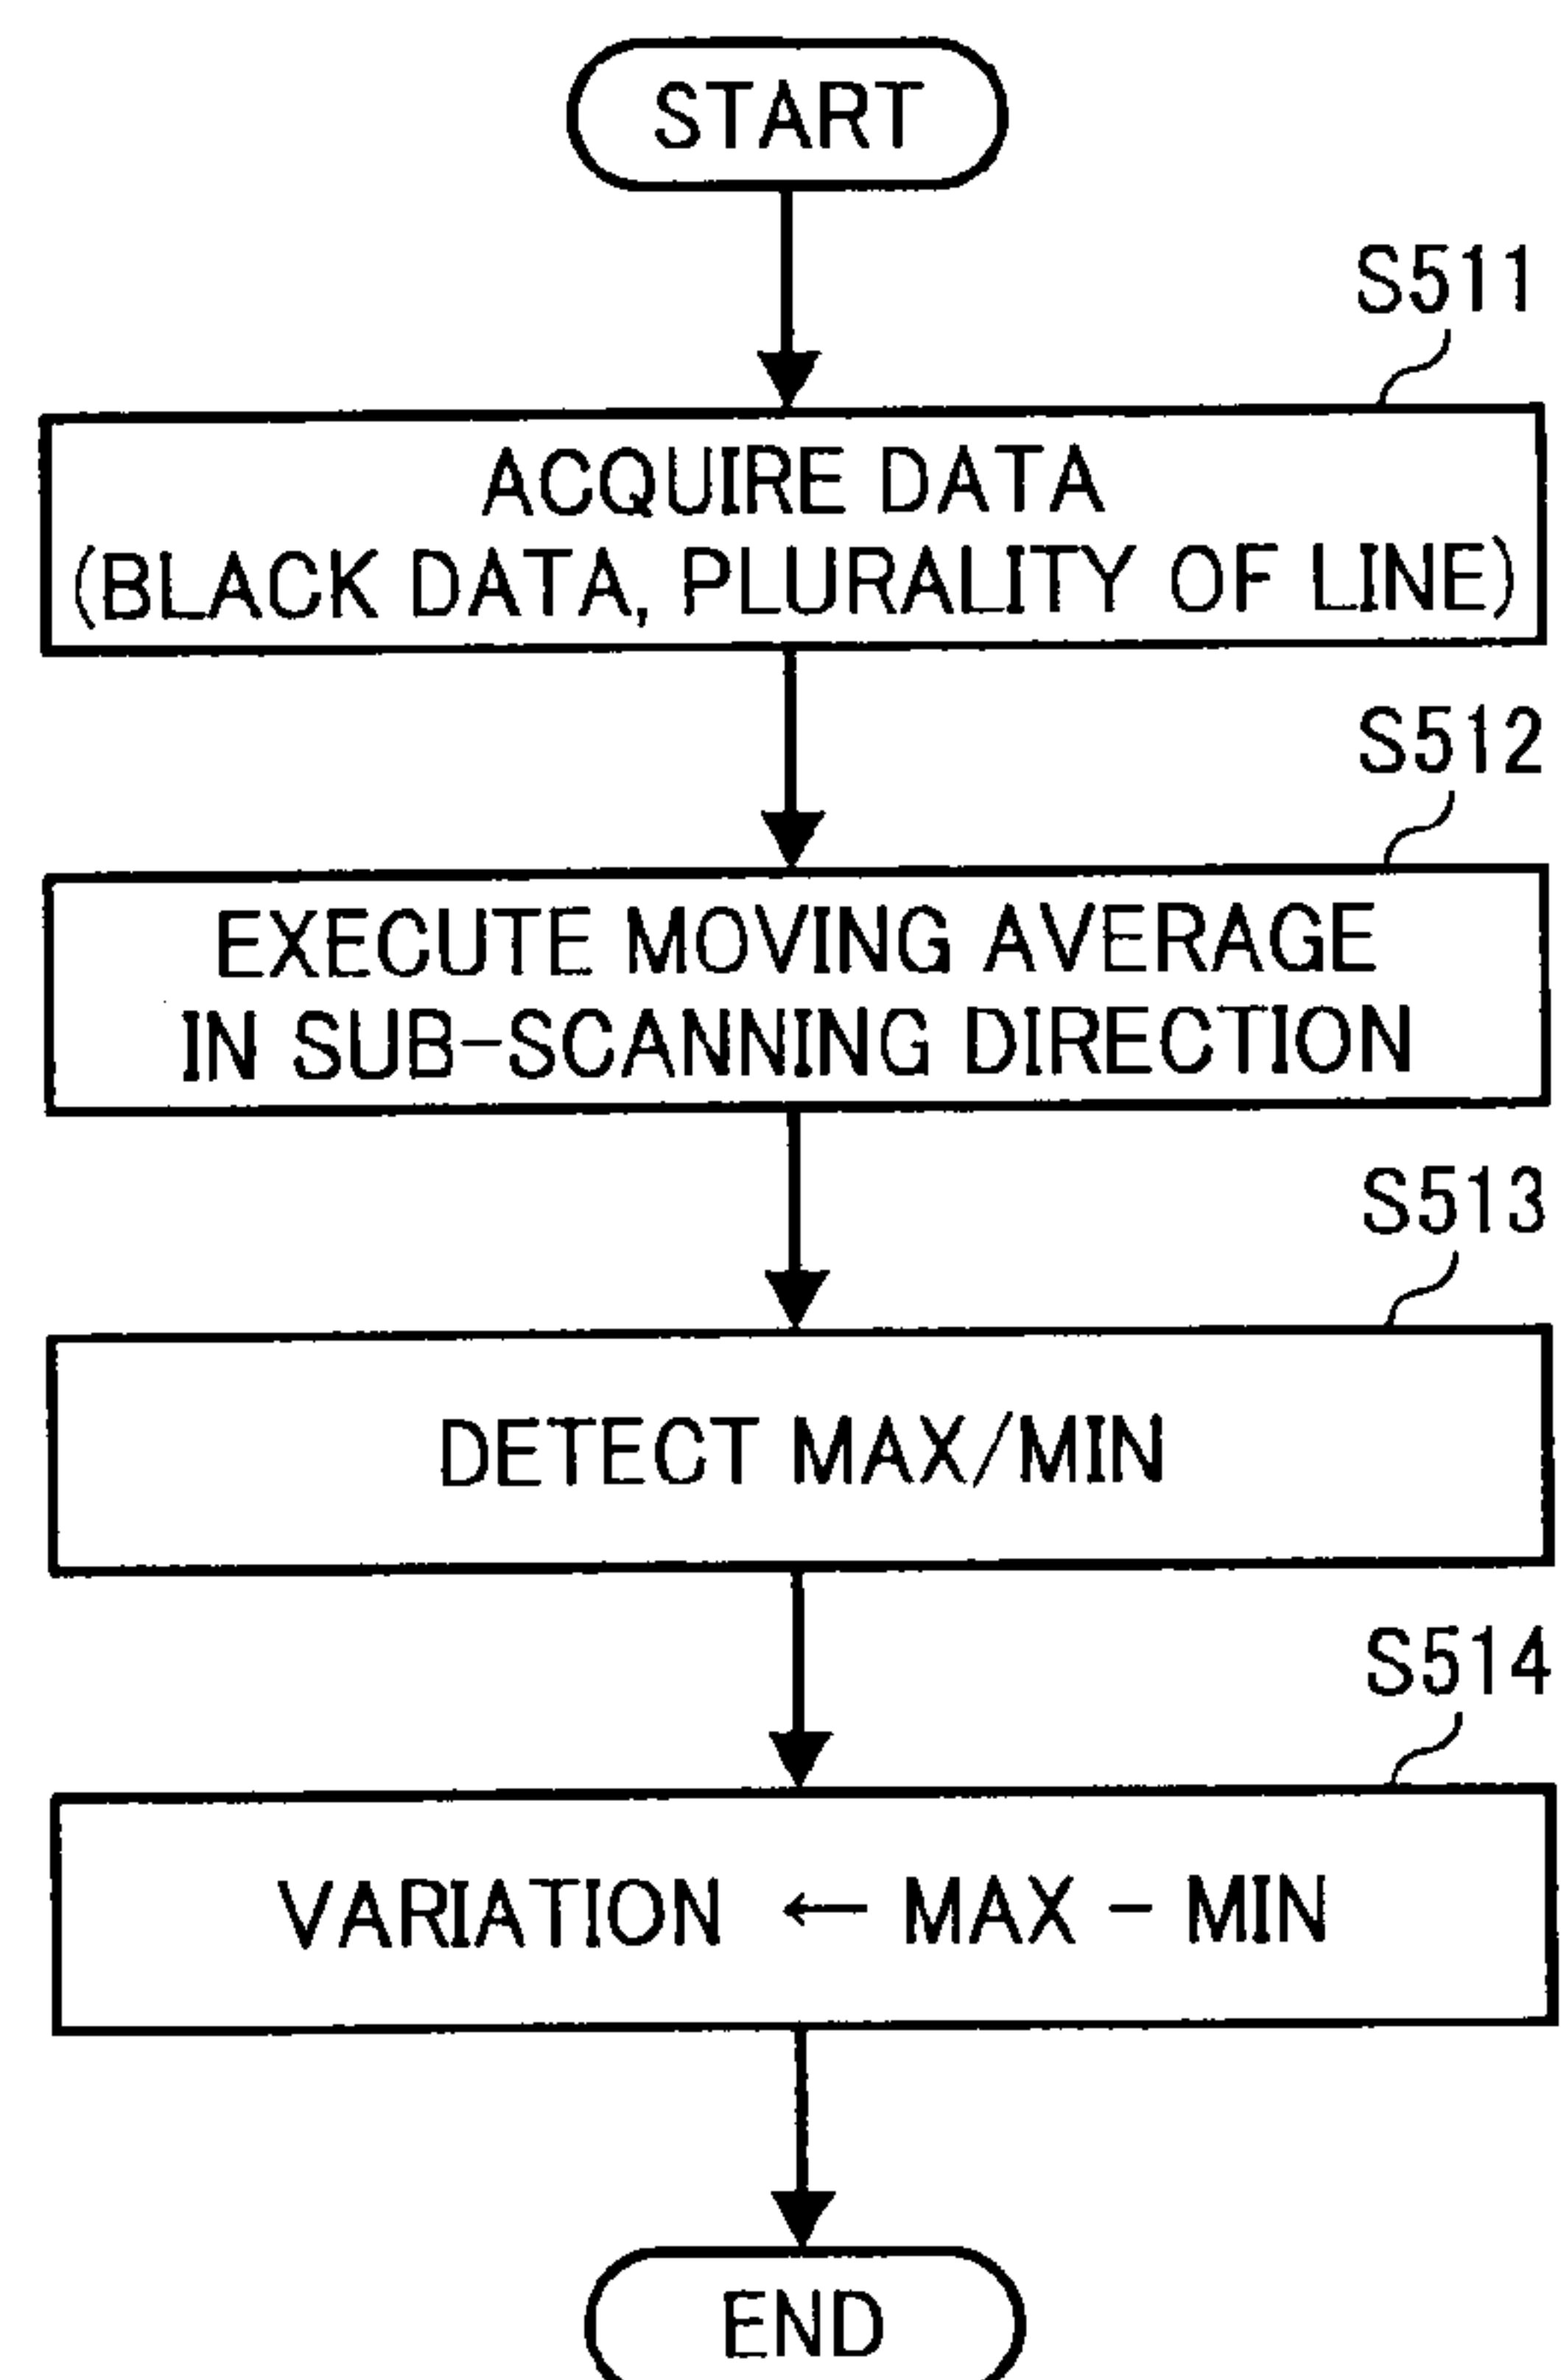 START
S511
ACQUIRE DATA
(BLACK DATA, PLURALITY OF LINE)
S512
EXECUTE MOVING AVERAGE
IN SUB-SCANNING DIRECTION
S513
DETECT MAX/MIN
S514
VARIATION ← MAX - MIN
END